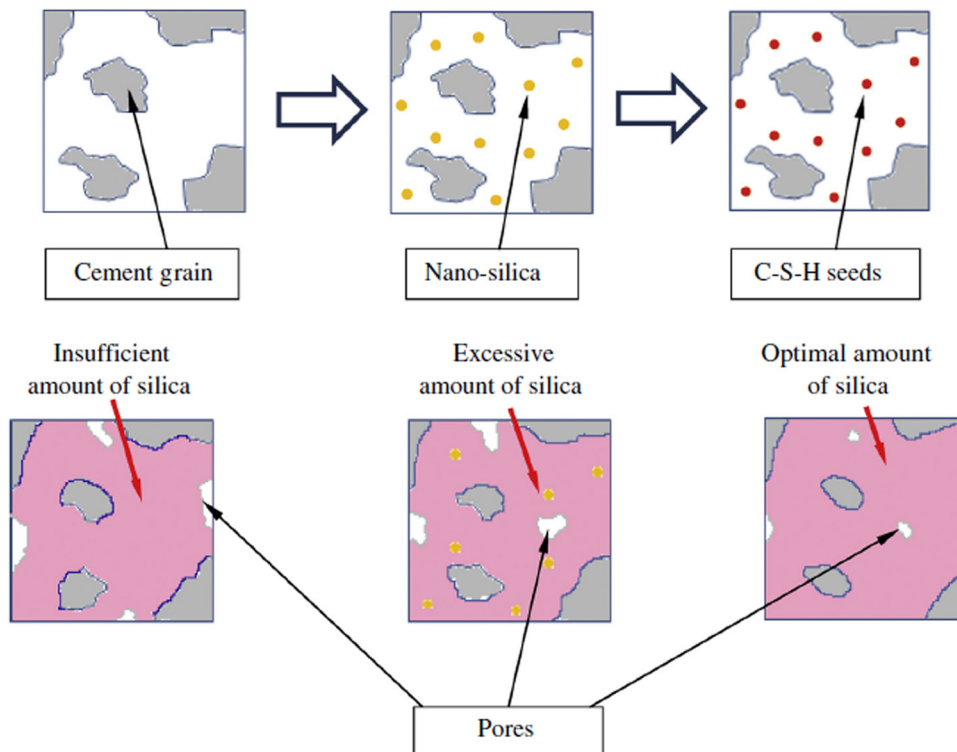 Cement grain
Nano-silica
C-S-H seeds
Insufficient
amount of silica
Excessive
amount of silica
Optimal amount
of silica
Pores